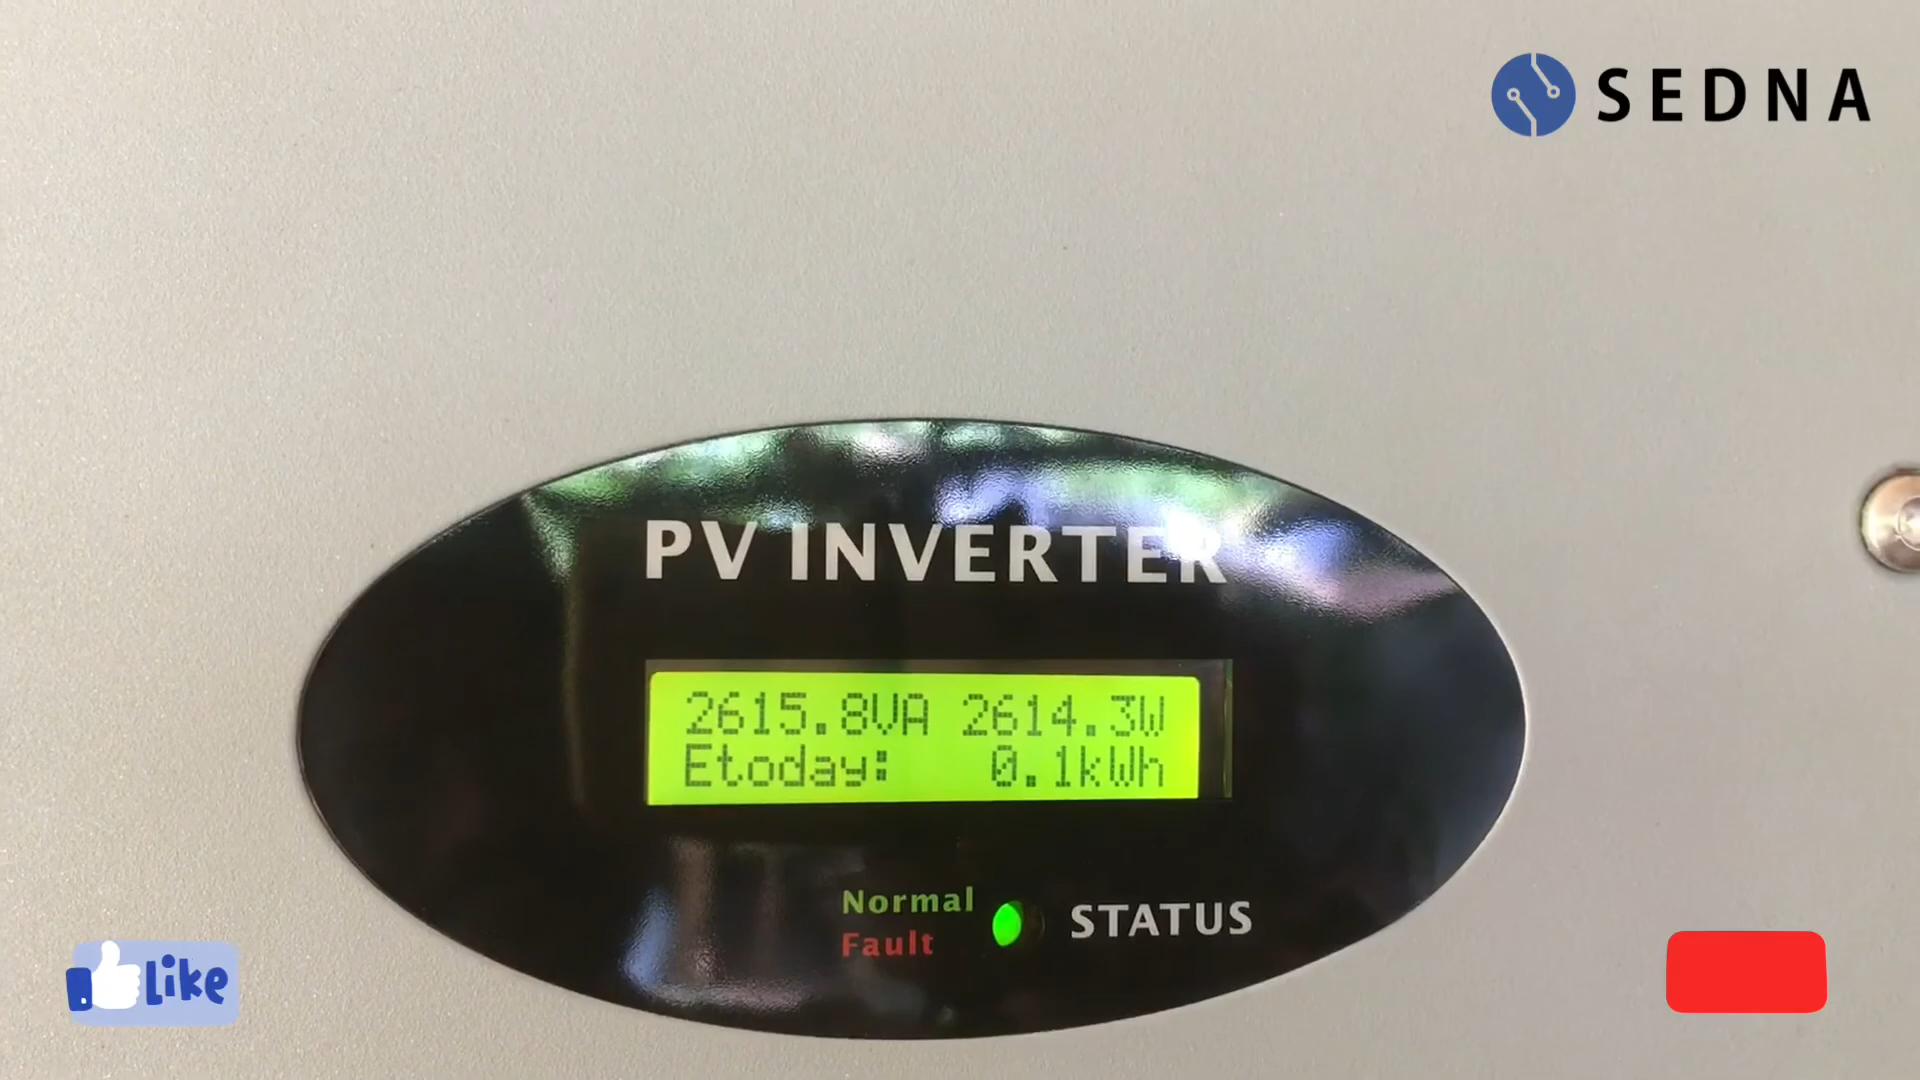 SEDNA
PV INVERTER
2615.8VA 2614.3W
Etoday: 0.1kWh
Normal
Fault
STATUS
Like